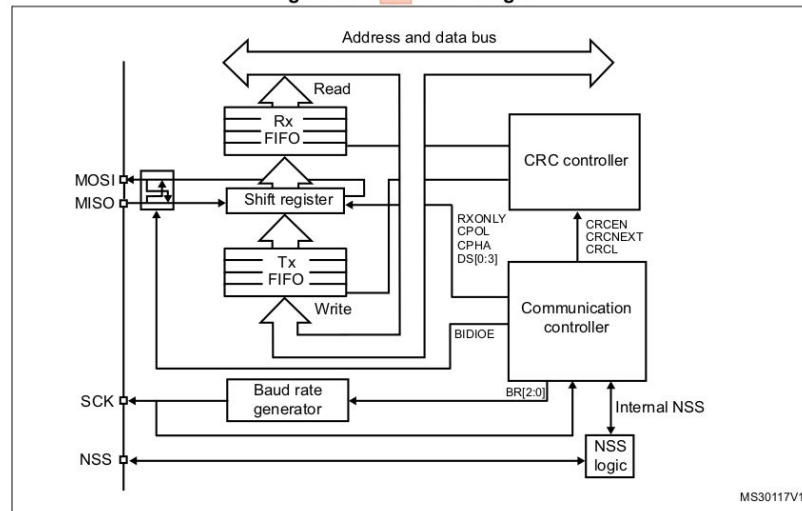 Address and data bus
Read
Rx
FIFO
CRC controller
MOSI
MISO
Shift register
RXONLY
CPOL
CPHA
DS[0:3]
CRCEN
CRCNEXT
CRCL
Tx
FIFO
Write
Communication
controller
BIDIOE
SCK
Baud rate
generator
BR[2:0]
Internal NSS
NSS
NSS
logic
MS30117V1